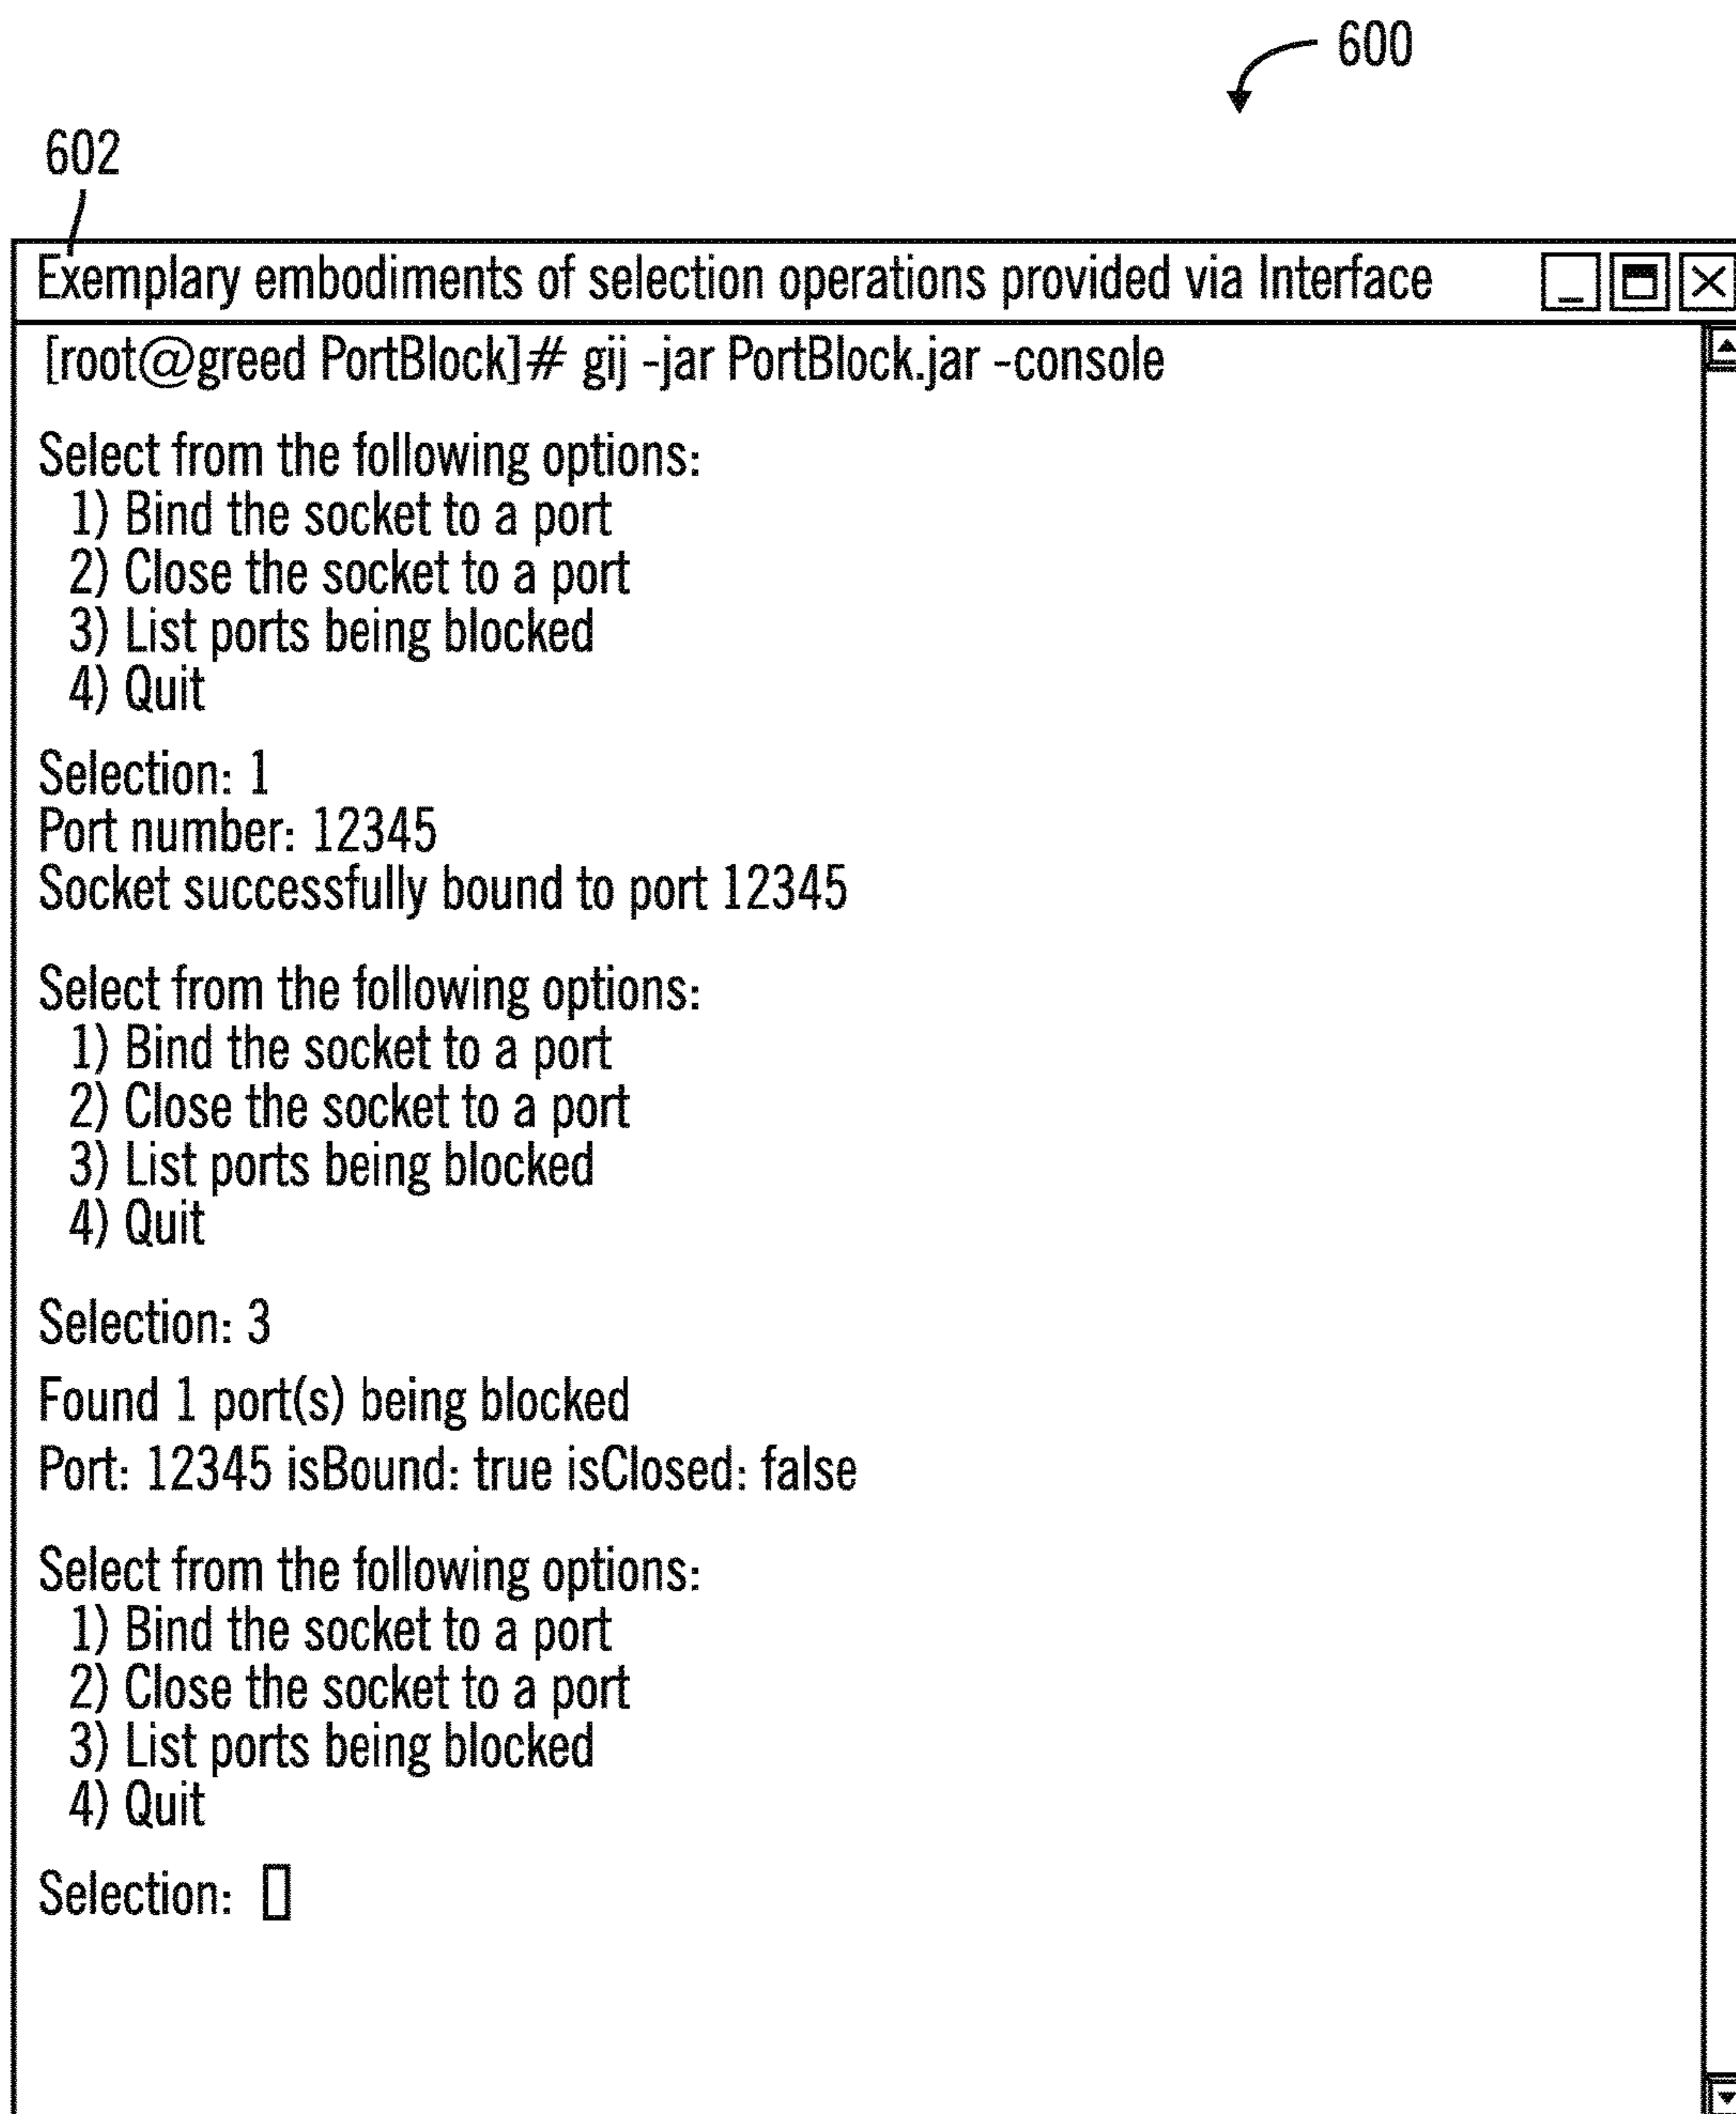 600
602
Exemplary embodiments of selection operations provided via Interface
[root@greed PortBlock]# gij -jar PortBlock.jar -console
Select from the following options:
1) Bind the socket to a port
2) Close the socket to a port
3) List ports being blocked
4) Quit
Selection: 1
Port number: 12345
Socket successfully bound to port 12345
Select from the following options:
1) Bind the socket to a port
2) Close the socket to a port
3) List ports being blocked
4) Quit
Selection: 3
Found 1 port(s) being blocked
Port: 12345 isBound: true isClosed: false
Select from the following options:
1) Bind the socket to a port
2) Close the socket to a port
3) List ports being blocked
4) Quit
Selection: